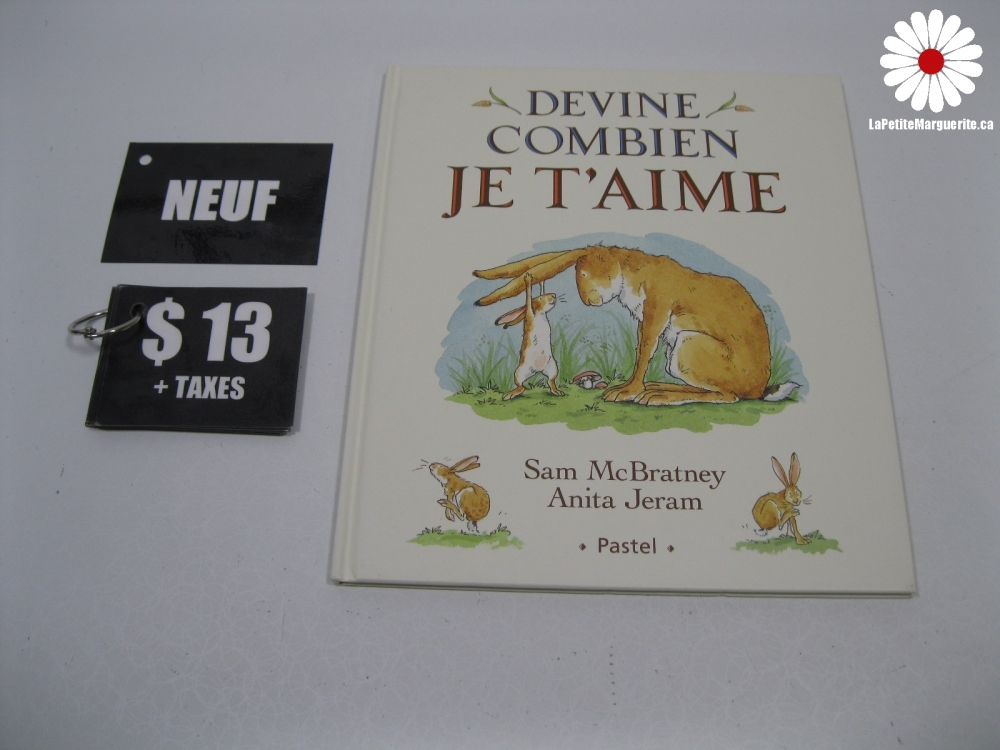 LaPetiteMarguerite.ca
NEUF
$ 13
+ TAXES
DEVINE
COMBIEN
JE T'AIME
Sam McBratney
Anita Jeram
Pastel